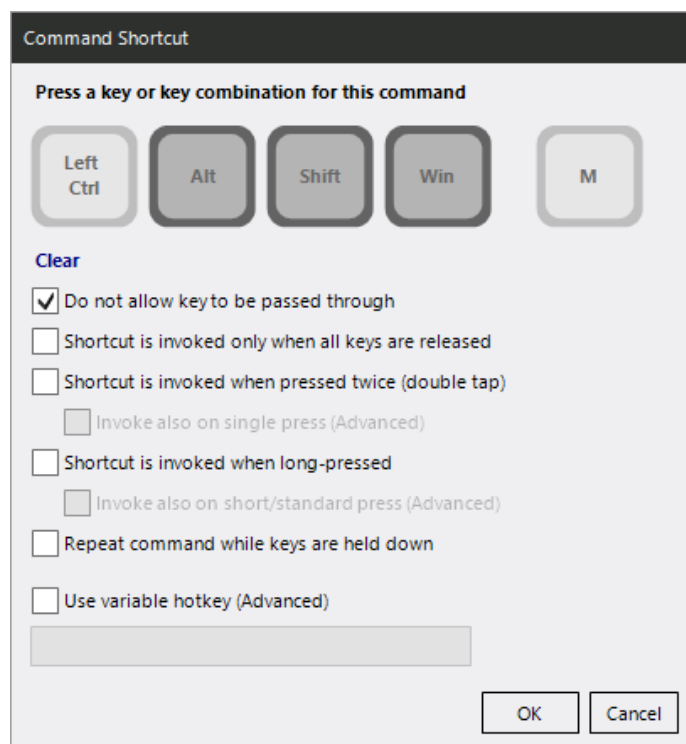 Command Shortcut
Press a key or key combination for this command
Left
Ctrl
Alt
Shift
Win
M
Clear
Do not allow key to be passed through
Shortcut is invoked only when all keys are released
Shortcut is invoked when pressed twice (double tap)
Invoke also on single press (Advanced)
Shortcut is invoked when long-pressed
Invoke also on short/standard press (Advanced)
Repeat command while keys are held down
Use variable hotkey (Advanced)
OK
Cancel